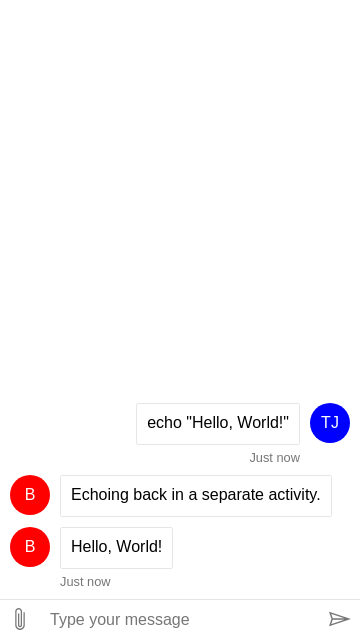 echo "Hello, World!"
TJ
Just now
B
Echoing back in a separate activity.
B
Hello, World!
Just now
Type your message